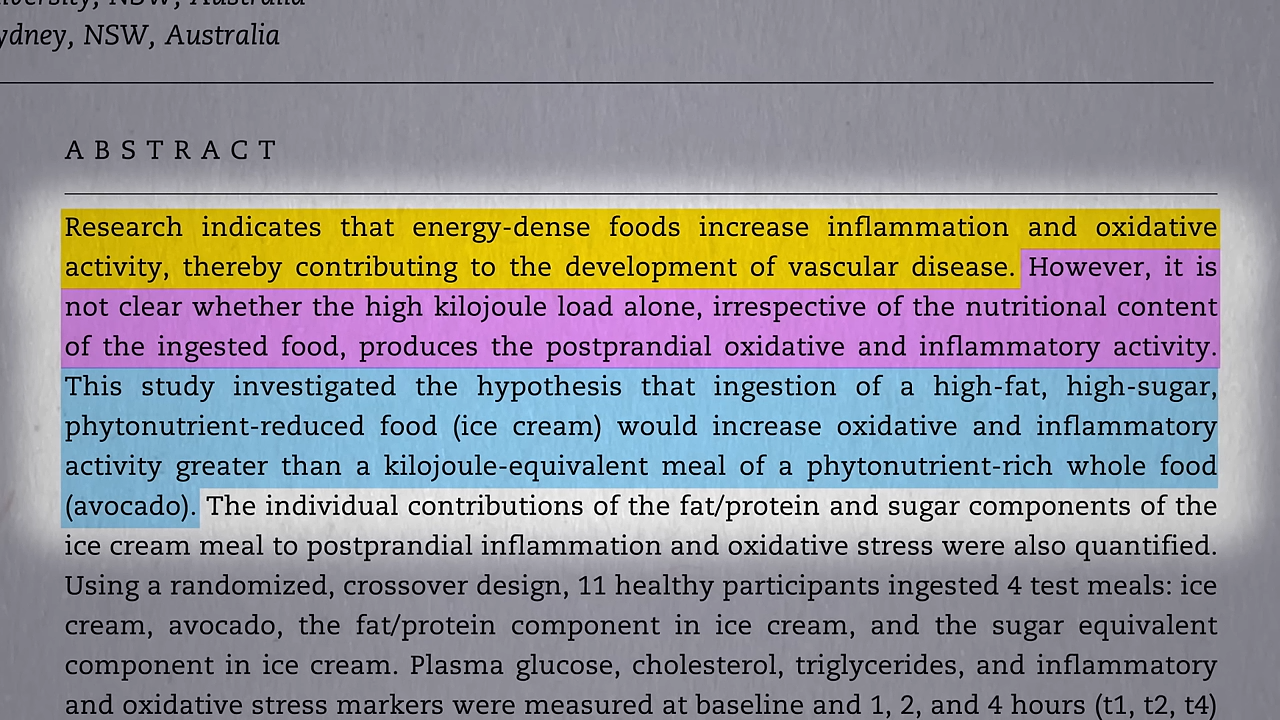 NSW, Australia
NSW, Australia
ABSTRACT
Research indicates that energy-dense foods increase inflammation and oxidative
activity, thereby contributing to the development of vascular disease. However, it is
not clear whether the high kilojoule load alone, irrespective of the nutritional content
of the ingested food, produces the postprandial oxidative and inflammatory activity.
This study investigated the hypothesis that ingestion of a high-fat, high-sugar,
phytonutrient-reduced food (ice cream) would increase oxidative and inflammatory
activity greater than a kilojoule-equivalent meal of a phytonutrient-rich whole food
(avocado). The individual contributions of the fat/protein and sugar components of the
ice cream meal to postprandial inflammation and oxidative stress were also quantified.
Using a randomized, crossover design, 11 healthy participants ingested 4 test meals: ice
cream, avocado, the fat/protein component in ice cream, and the sugar equivalent
component in ice cream. Plasma glucose, cholesterol, triglycerides, and inflammatory
and oxidative stress markers were measured at baseline and 1, 2, and 4 hours (t1, t2, t4)